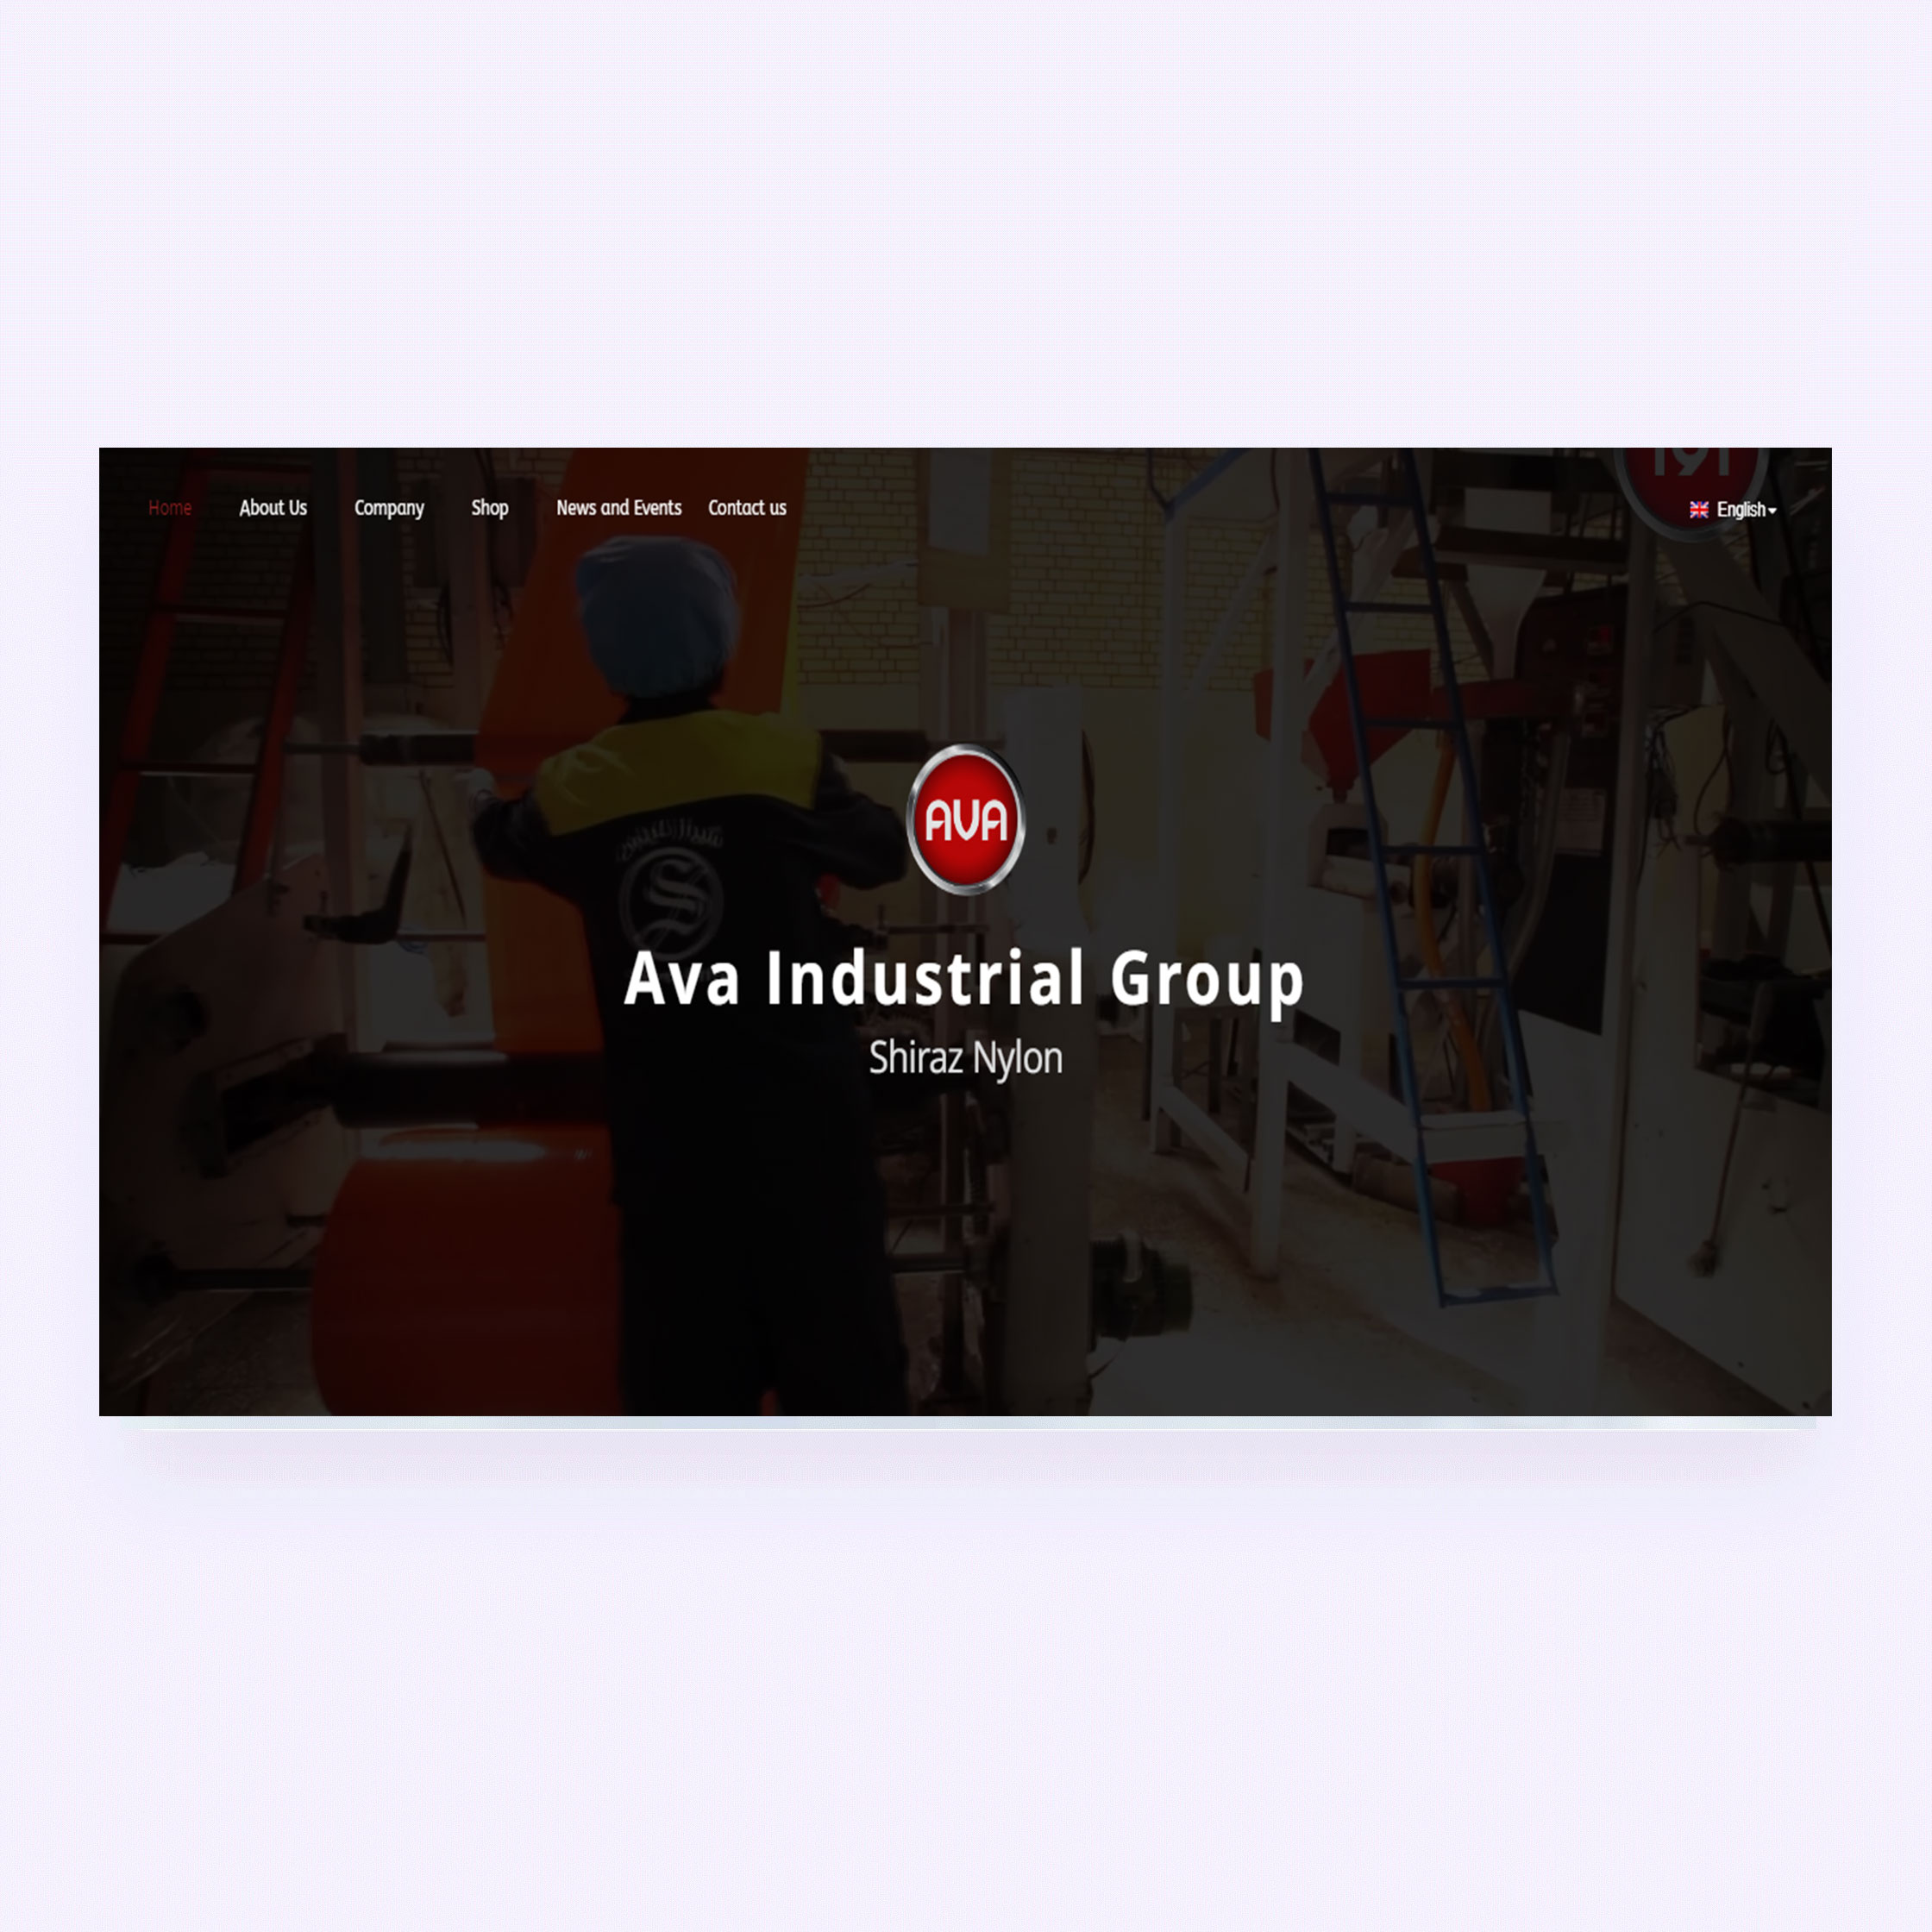 Home About Us Company Shop News and Events Contact us English
AVA
Ava Industrial Group
Shiraz Nylon